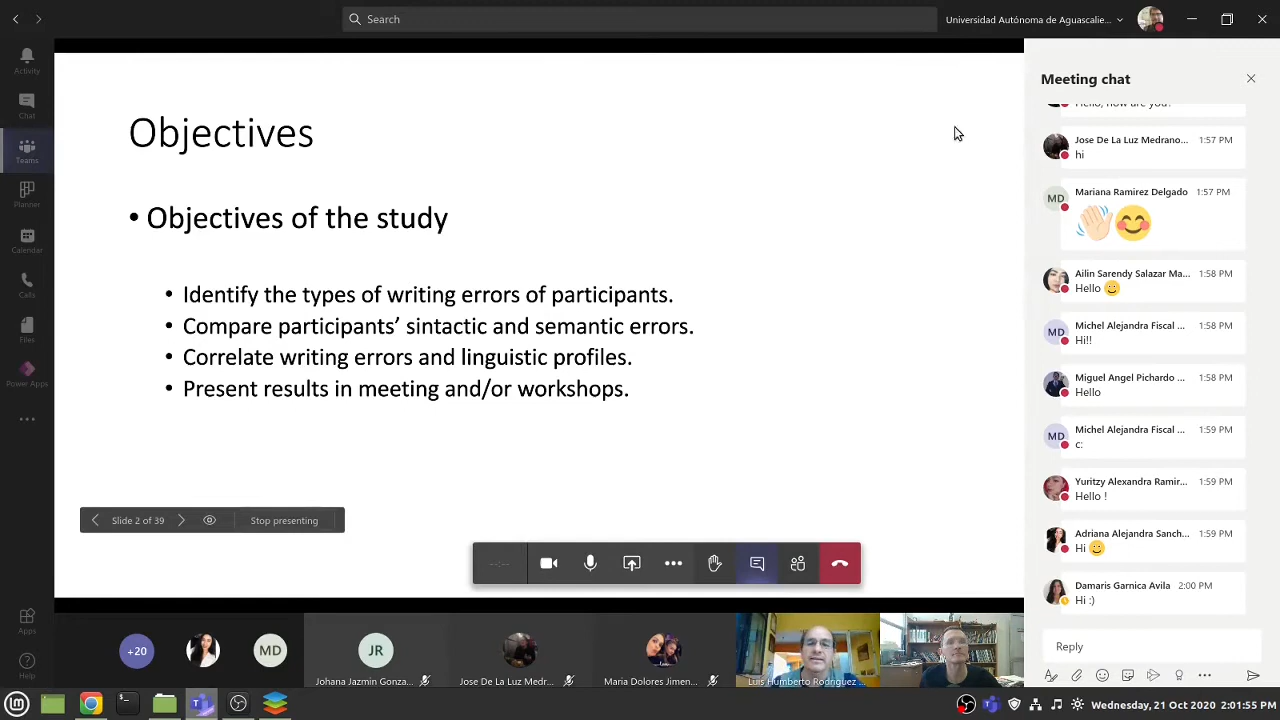 Search
Universidad Autónoma de Aguascalie...
Activity
Chat
Teams
Planner
Calendar
Calls
Files
Power Apps
Apps
Help
Objectives
• Objectives of the study
• Identify the types of writing errors of participants.
• Compare participants’ sintactic and semantic errors.
• Correlate writing errors and linguistic profiles.
• Present results in meeting and/or workshops.
Slide 2 of 39
Stop presenting
--:--
+20
MD
JR
Johana Jazmin Gonza...
Jose De La Luz Medr...
Maria Dolores Jimen...
Luis Humberto Rodriguez
Meeting chat
Hello, how are you?
Jose De La Luz Medrano... 1:57 PM
hi
MD
Mariana Ramirez Delgado 1:57 PM
Ailin Sarendy Salazar Ma... 1:58 PM
Hello
MD
Michel Alejandra Fiscal ... 1:58 PM
Hi!!
Miguel Angel Pichardo ... 1:58 PM
Hello
MD
Michel Alejandra Fiscal ... 1:59 PM
c:
Yuritzy Alexandra Ramir... 1:59 PM
Hello !
Adriana Alejandra Sanch... 1:59 PM
Hi
Damaris Garnica Avila 2:00 PM
Hi :)
Reply
Wednesday, 21 Oct 2020 2:01:55 PM